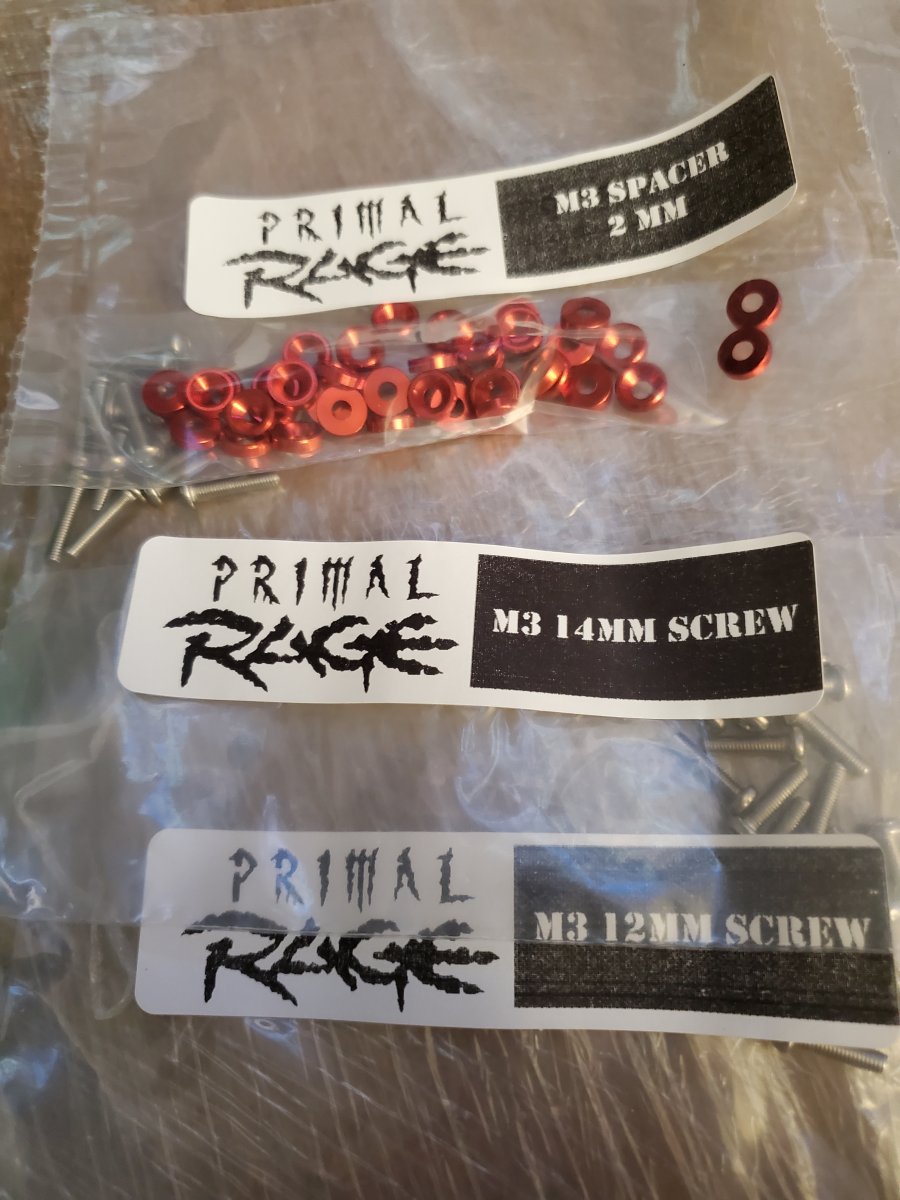 PRIMAL
RAGE
M3 SPACER
2 MM
PRIMAL
RAGE
M3 14MM SCREW
PRIMAL
RAGE
M3 12MM SCREW